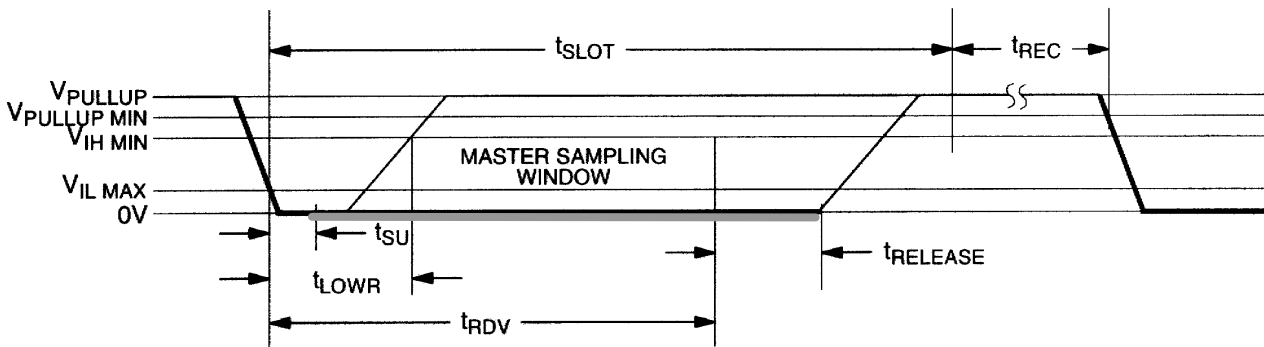 tSLOT
tREC
VPULLUP
VPULLUP MIN
VIH MIN
MASTER SAMPLING
WINDOW
VIL MAX
0V
tSU
tRELEASE
tLOWR
tRDV